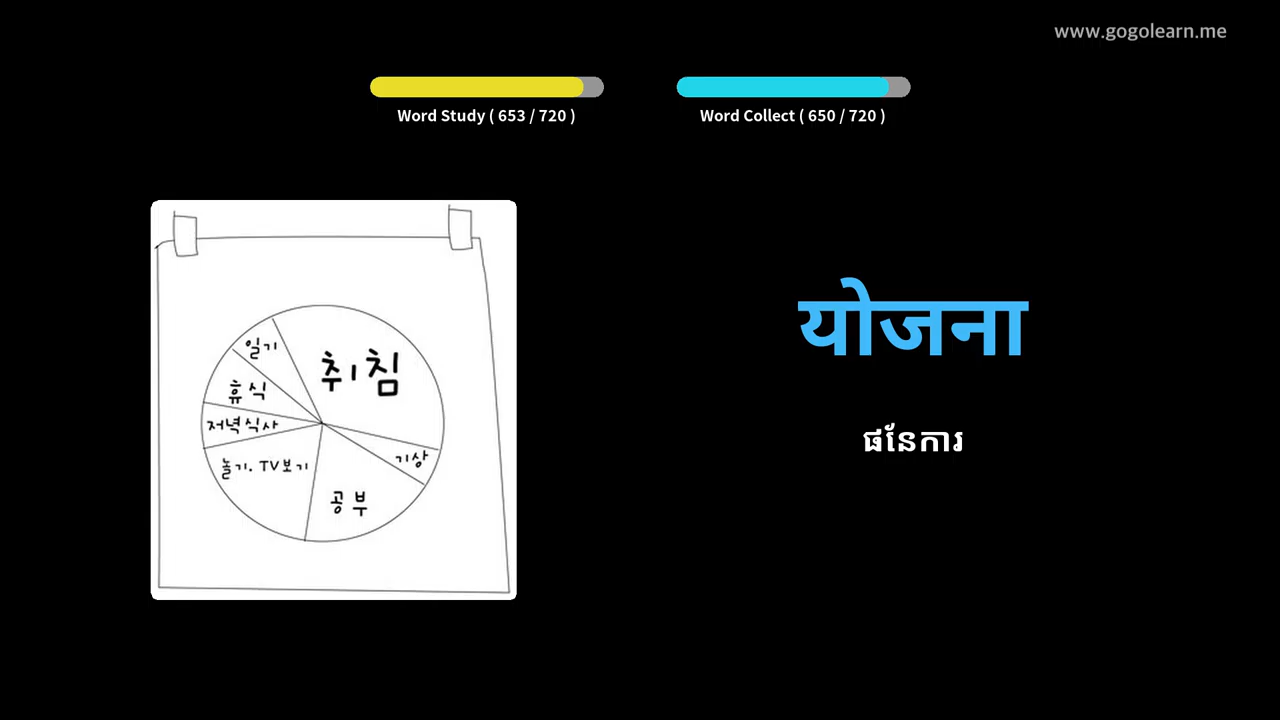 www.gogolearn.me
Word Study ( 653 / 720 )
Word Collect ( 650 / 720 )
일기
취침
휴식
저녁식사
놀기. TV보기
기상
공부
योजना
ផែនការ